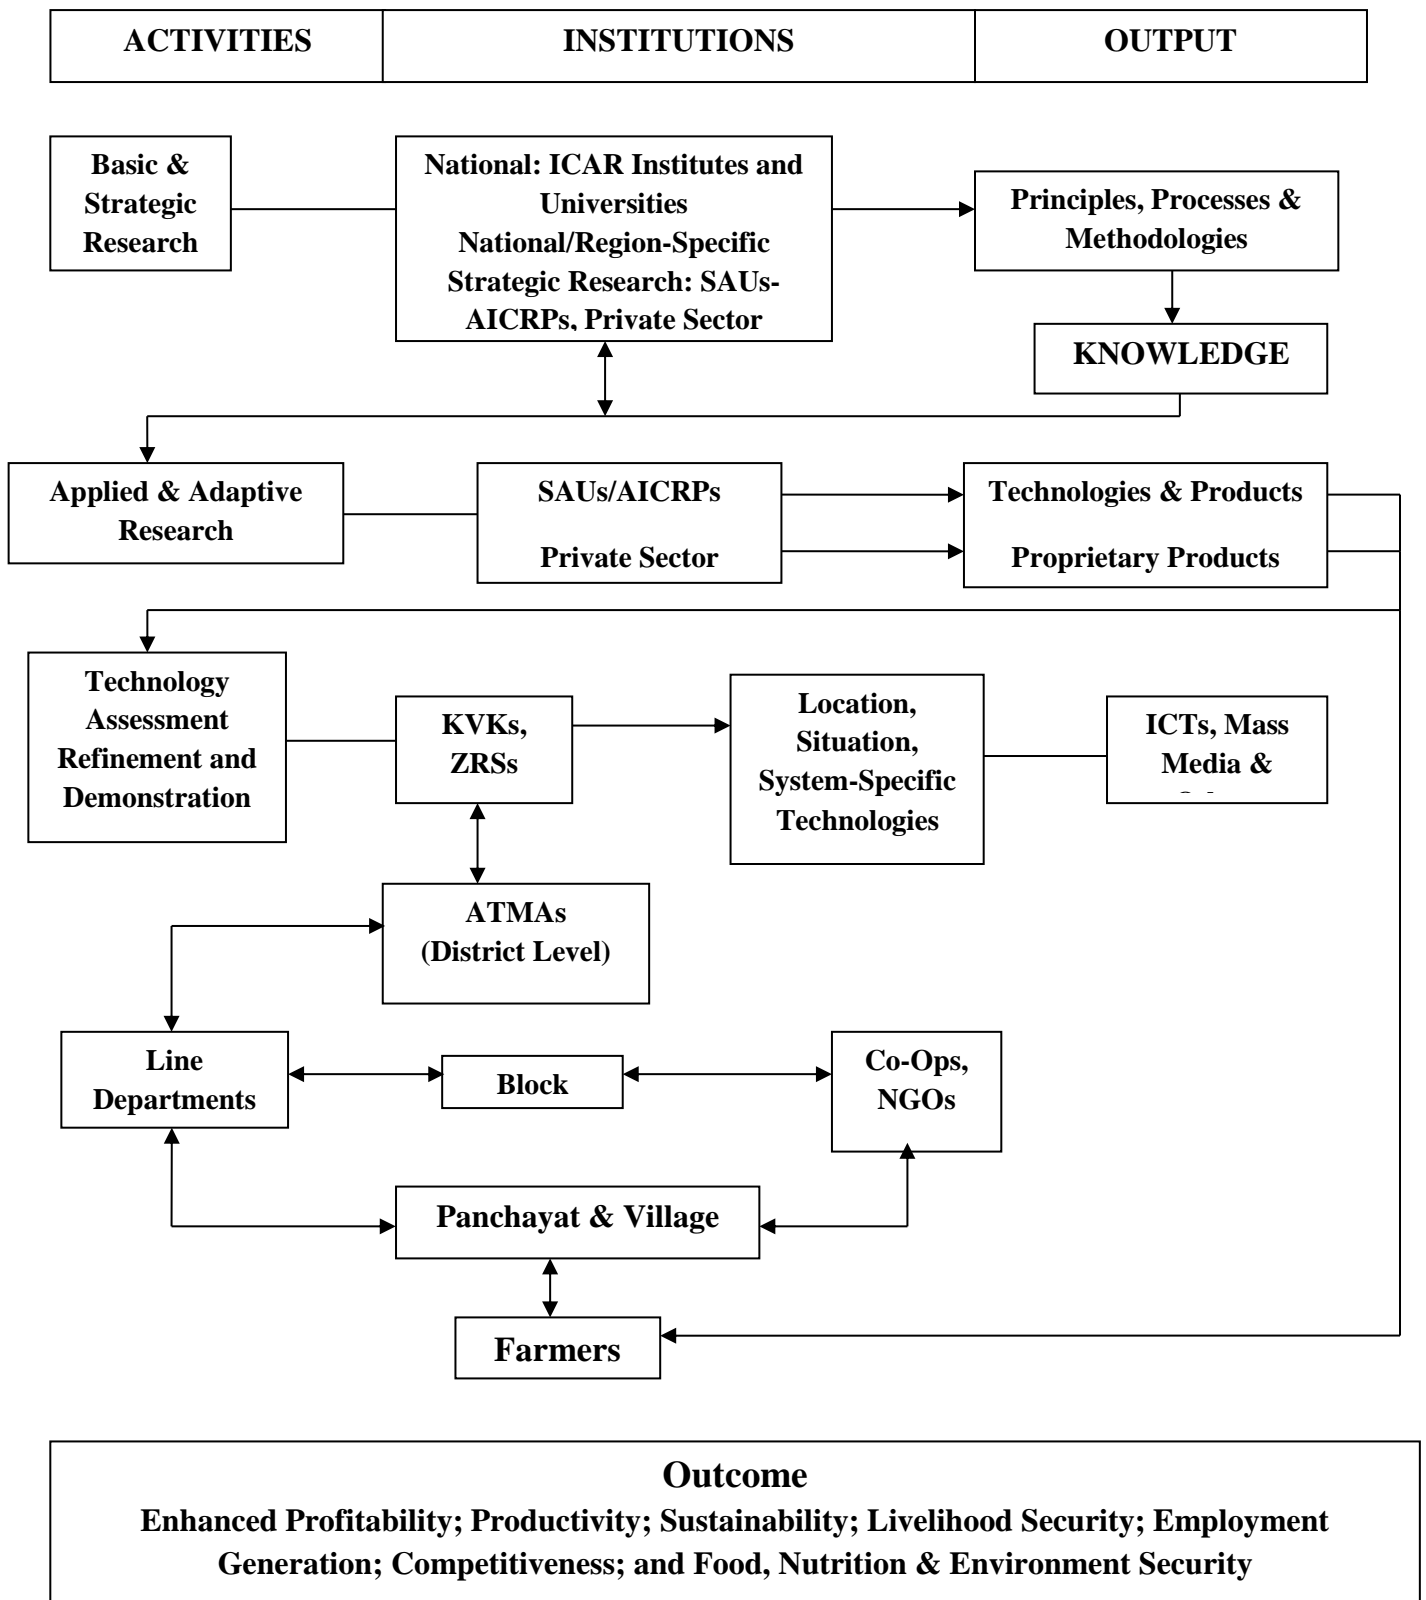 ACTIVITIES
INSTITUTIONS
OUTPUT
Basic &
Strategic
Research
National: ICAR Institutes and
Universities
National/Region-Specific
Strategic Research: SAUs-
AICRPs, Private Sector
Principles, Processes &
Methodologies
KNOWLEDGE
Applied & Adaptive
Research
SAUs/AICRPs
Private Sector
Technologies & Products
Proprietary Products
Technology
Assessment
Refinement and
Demonstration
KVKs,
ZRSs
Location,
Situation,
System-Specific
Technologies
ICTs, Mass
Media &
ATMAs
(District Level)
Line
Departments
Block
Co-Ops,
NGOs
Panchayat & Village
Farmers
Outcome
Enhanced Profitability; Productivity; Sustainability; Livelihood Security; Employment
Generation; Competitiveness; and Food, Nutrition & Environment Security